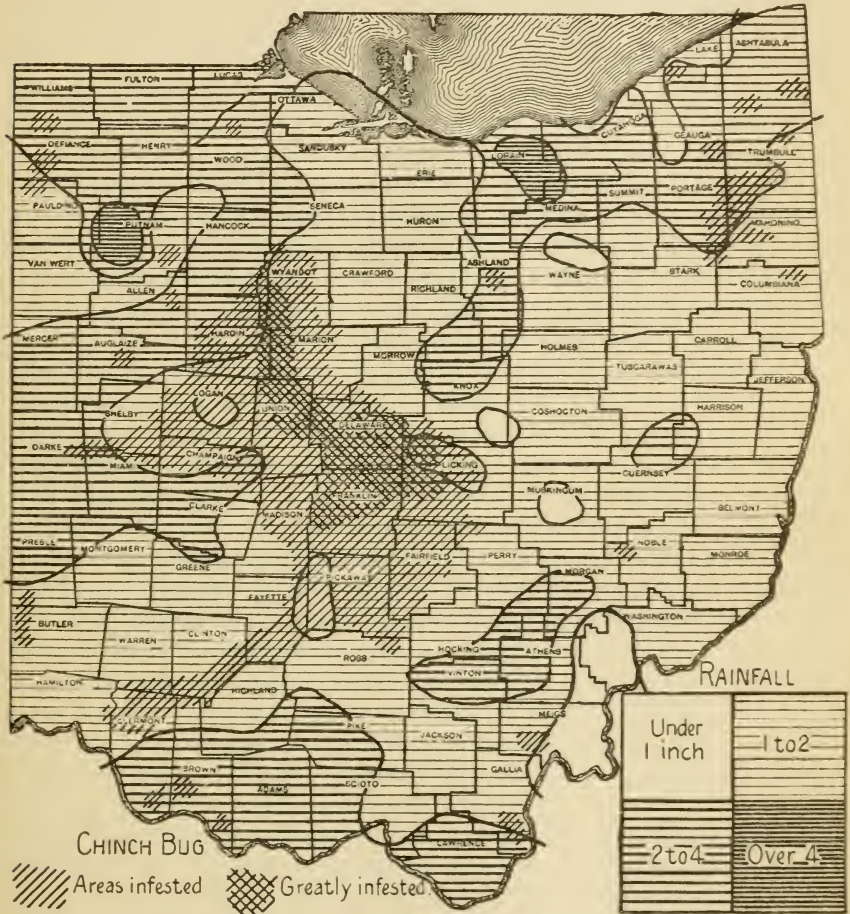 LAKE
ASHTABULA
WILLIAMS
FULTON
LUCAS
OTTAWA
CUYAHOGA
GEAUGA
DEFIANCE
HENRY
WOOD
SANDUSKY
ERIE
LORAIN
TRUMBULL
PAULDING
PUTNAM
HANCOCK
SENECA
HURON
MEDINA
SUMMIT
PORTAGE
MAHONING
VAN WERT
ALLEN
WYANDOT
CRAWFORD
RICHLAND
ASHLAND
WAYNE
STARK
COLUMBIANA
MERCER
AUGLAIZE
HARDIN
MARION
MORROW
KNOX
HOLMES
TUSCARAWAS
CARROLL
JEFFERSON
SHELBY
LOGAN
UNION
DELAWARE
COSHOCTON
HARRISON
DARKE
MIAMI
CHAMPAIGN
LICKING
GUERNSEY
CLARKE
MADISON
FRANKLIN
MUSKINGUM
BELMONT
PREBLE
MONTGOMERY
GREENE
FAYETTE
PICKAWAY
FAIRFIELD
PERRY
MORGAN
NOBLE
MONROE
BUTLER
WARREN
CLINTON
ROSS
HOCKING
ATHENS
WASHINGTON
VINTON
HAMILTON
CLERMONT
HIGHLAND
PIKE
JACKSON
MEIGS
GALLIA
BROWN
ADAMS
SCIOTO
LAWRENCE
RAINFALL
Under
1 inch
1 to 2
2 to 4
Over 4
CHINCH BUG
Areas infested
Greatly infested.